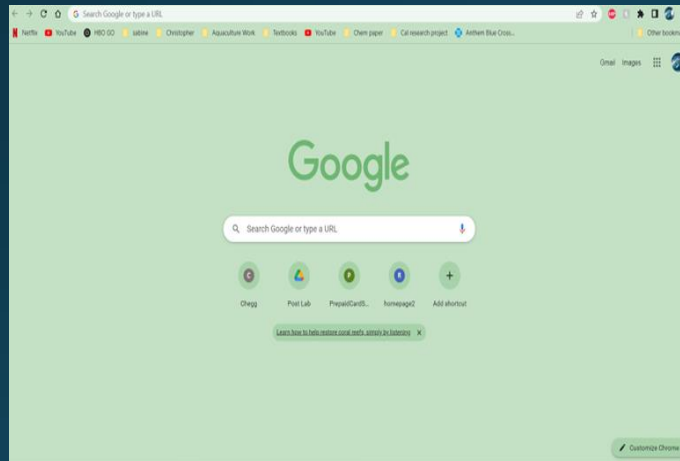 Search Google or type a URL
Netflix YouTube HBO GO sabine Christopher Aquaculture Work Textbooks YouTube Chem paper Cal research project Anthem Blue Cross... Other bookma
Gmail Images
Google
Search Google or type a URL
Chegg Post Lab PrepaidCardS... homepage2 Add shortcut
Learn how to help restore coral reefs, simply by listening
Customize Chrome